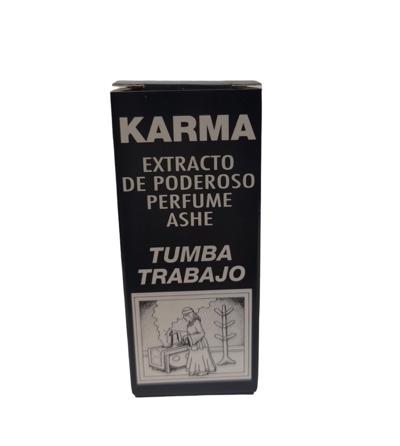 KARMA
EXTRACTO
DE PODEROSO
PERFUME
ASHE
TUMBA
TRABAJO